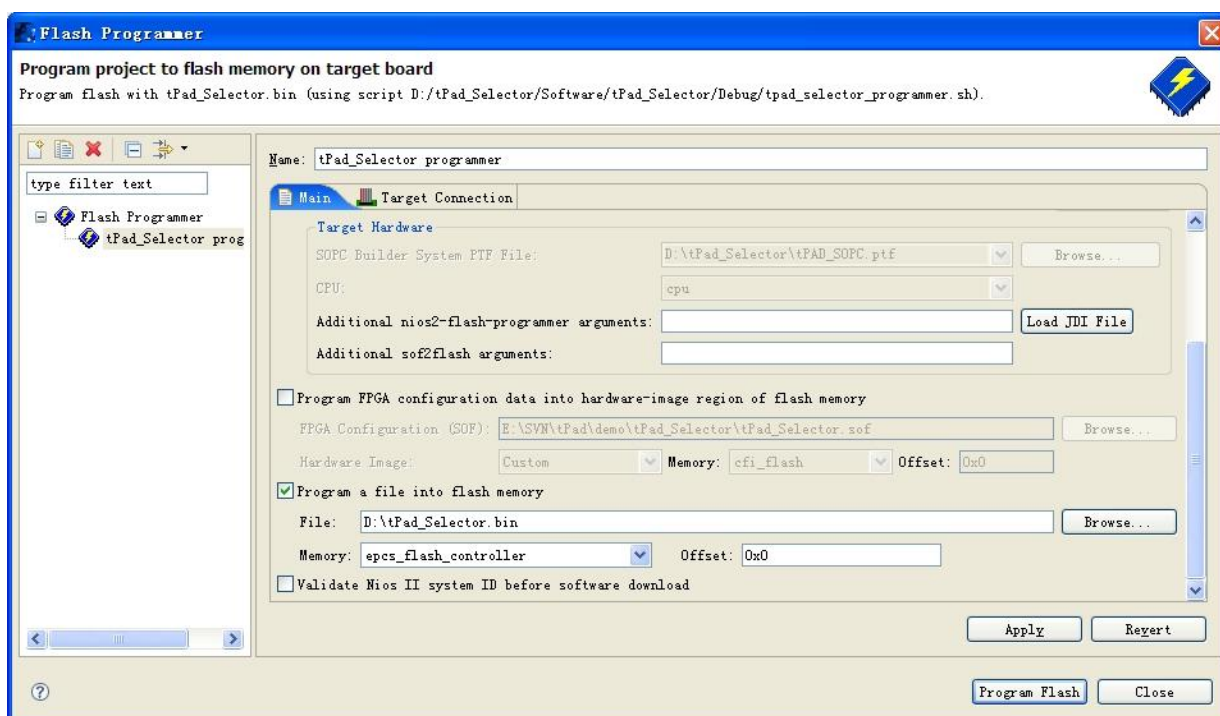 Flash Programmer
Program project to flash memory on target board
Program flash with tPad_Selector.bin (using script D:/tPad_Selector/Software/tPad_Selector/Debug/tpad_selector_programmer.sh).
Name: tPad_Selector programmer
type filter text
Main Target Connection
Flash Programmer
tPad_Selector prog
Target Hardware
SOPC Builder System PTF File: D:\tPad_Selector\tPAD_SOPC.ptf Browse...
CPU: cpu
Additional nios2-flash-programmer arguments: Load JDI File
Additional sof2flash arguments:
Program FPGA configuration data into hardware-image region of flash memory
FPGA Configuration (SOF): E:\SVN\tPad\demo\tPad_Selector\tPad_Selector.sof Browse...
Hardware Image: Custom Memory: cfi_flash Offset: 0x0
Program a file into flash memory
File: D:\tPad_Selector.bin Browse...
Memory: epcs_flash_controller Offset: 0x0
Validate Nios II system ID before software download
Apply Revert
Program Flash Close